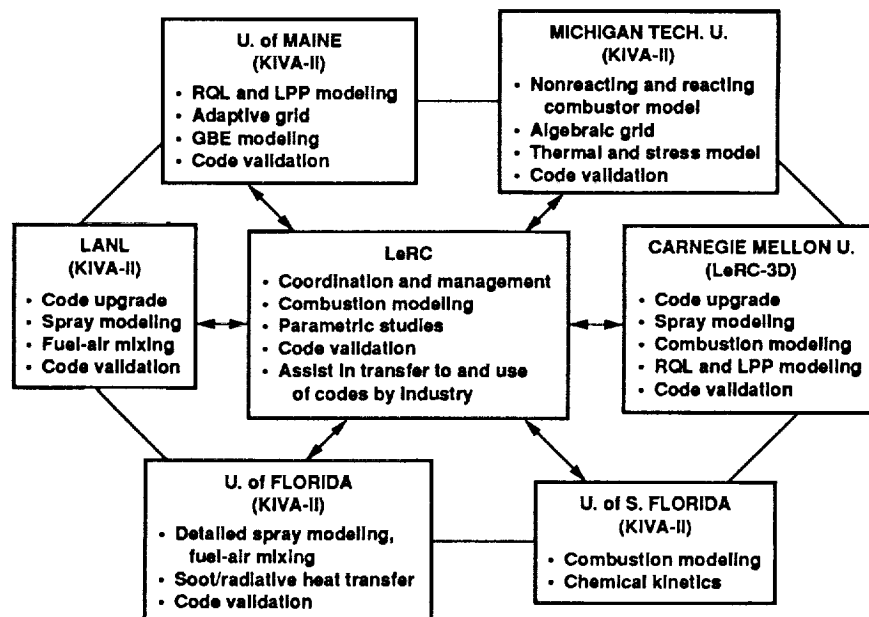 U. of MAINE
(KIVA-II)
• RQL and LPP modeling
• Adaptive grid
• GBE modeling
• Code validation
MICHIGAN TECH. U.
(KIVA-II)
• Nonreacting and reacting
combustor model
• Algebraic grid
• Thermal and stress model
• Code validation
LANL
(KIVA-II)
• Code upgrade
• Spray modeling
• Fuel-air mixing
• Code validation
LeRC
• Coordination and management
• Combustion modeling
• Parametric studies
• Code validation
• Assist in transfer to and use
of codes by industry
CARNEGIE MELLON U.
(LeRC-3D)
• Code upgrade
• Spray modeling
• Combustion modeling
• RQL and LPP modeling
• Code validation
U. of FLORIDA
(KIVA-II)
• Detailed spray modeling,
fuel-air mixing
• Soot/radiative heat transfer
• Code validation
U. of S. FLORIDA
(KIVA-II)
• Combustion modeling
• Chemical kinetics